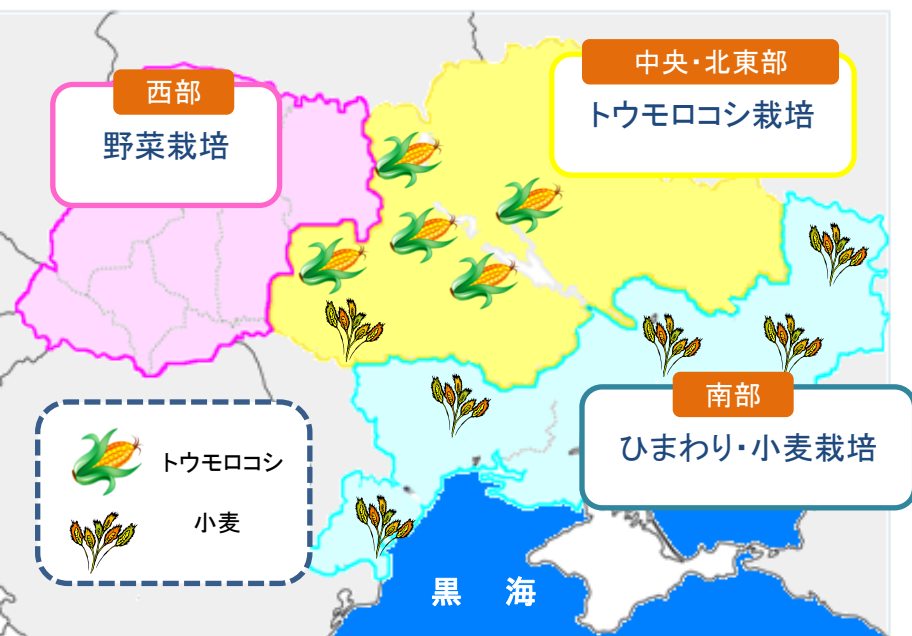 西部
野菜栽培
中央・北東部
トウモロコシ栽培
南部
ひまわり・小麦栽培
トウモロコシ
小麦
黒 海